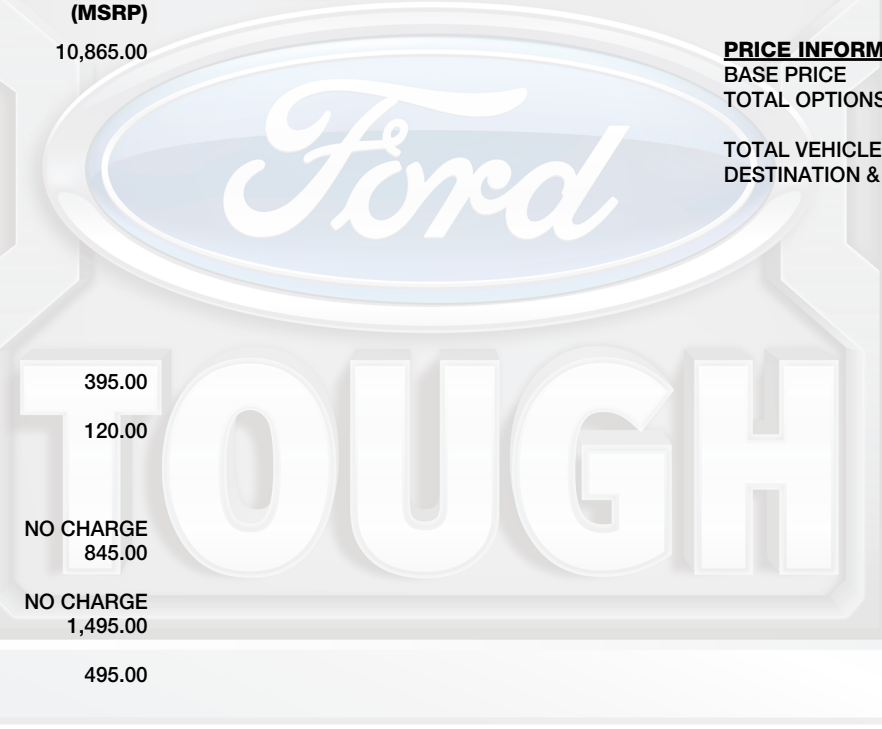 (MSRP)
10,865.00
PRICE INFORM
BASE PRICE
TOTAL OPTIONS
TOTAL VEHICLE
DESTINATION &
Ford
TOUGH
395.00
120.00
NO CHARGE
845.00
NO CHARGE
1,495.00
495.00